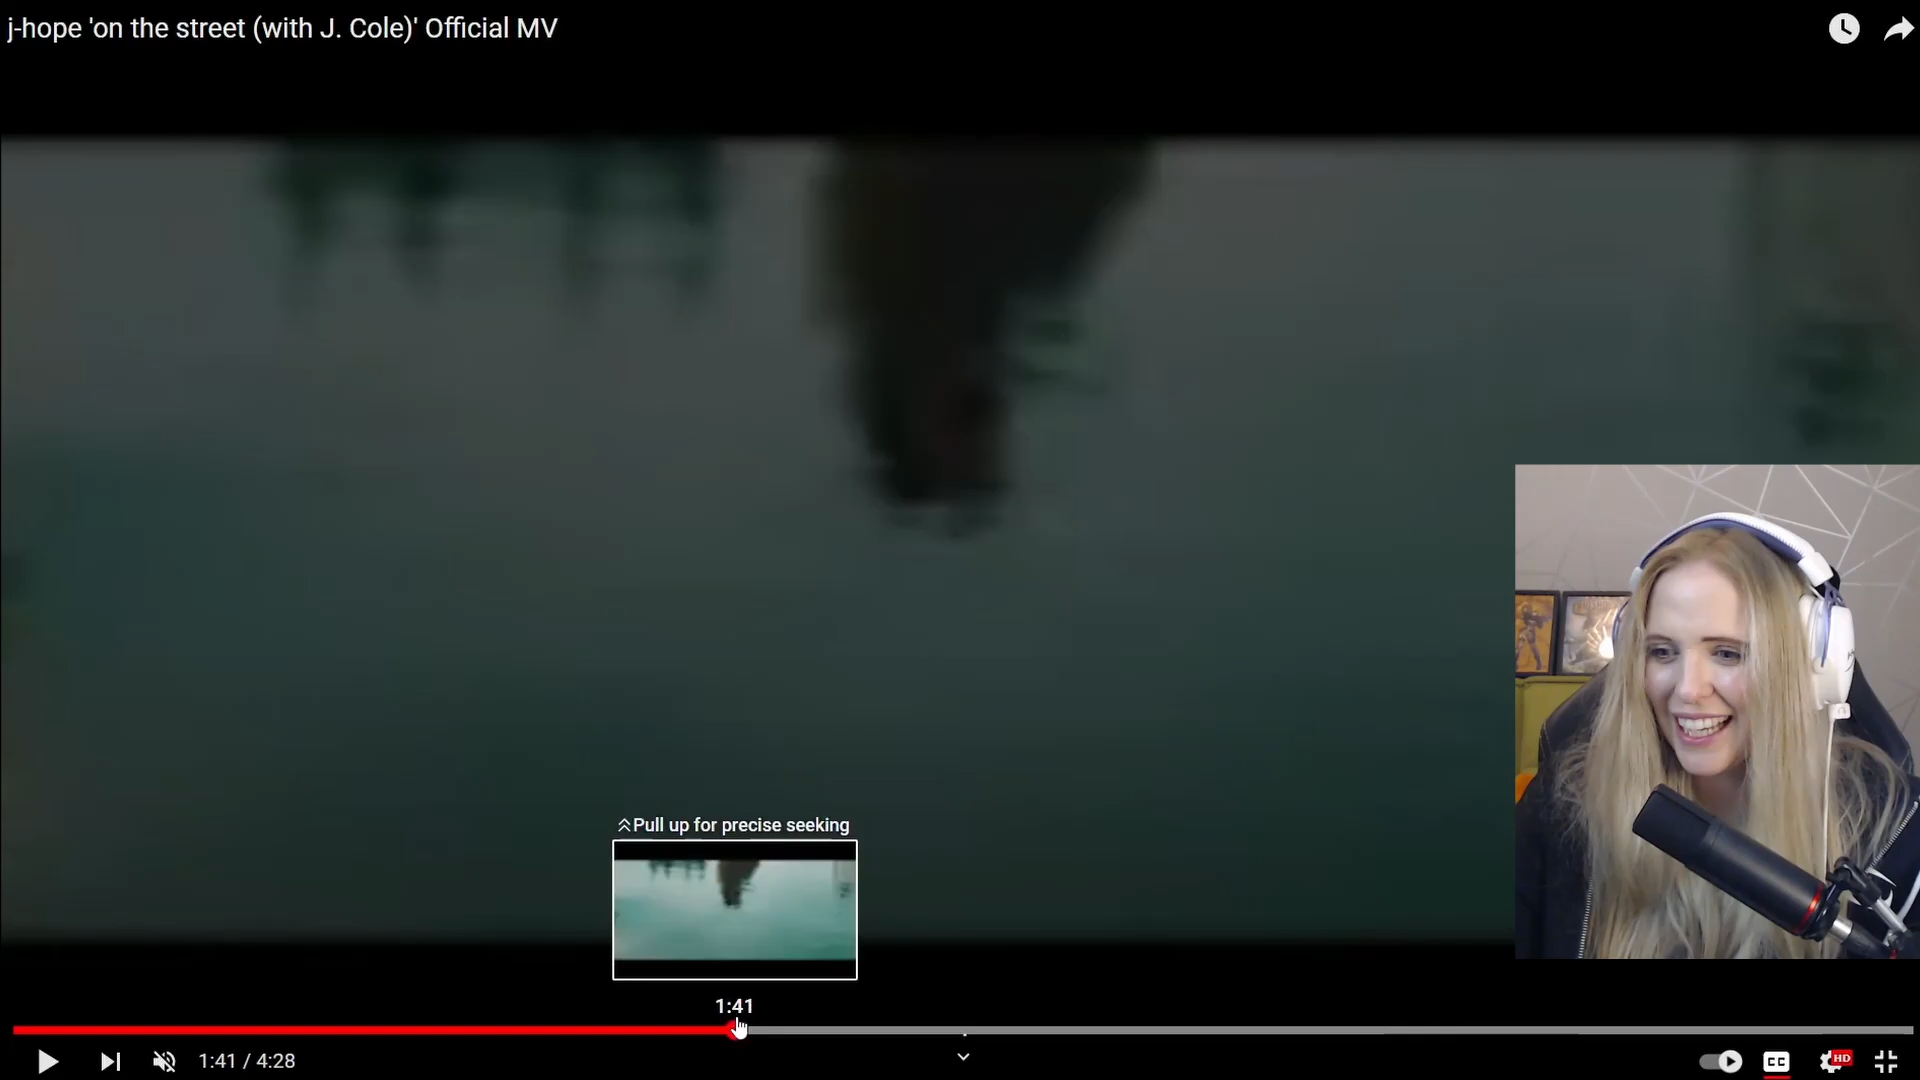 j-hope 'on the street (with J. Cole)' Official MV
Pull up for precise seeking
1:41
1:41 / 4:28
CC
HD